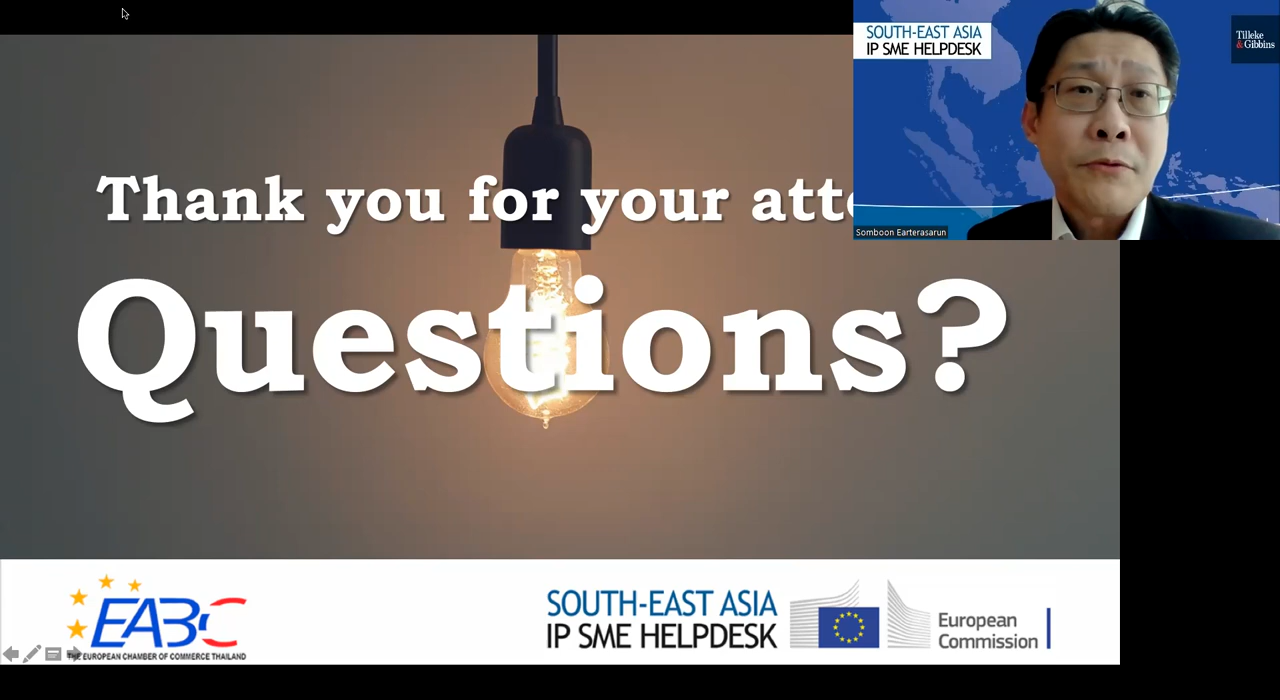 SOUTH-EAST ASIA
IP SME HELPDESK
Tilleke
&Gibbins
Somboon Earterasarun
Thank you for your atte
Questions?
EABC
THE EUROPEAN CHAMBER OF COMMERCE THAILAND
SOUTH-EAST ASIA
IP SME HELPDESK
European
Commission